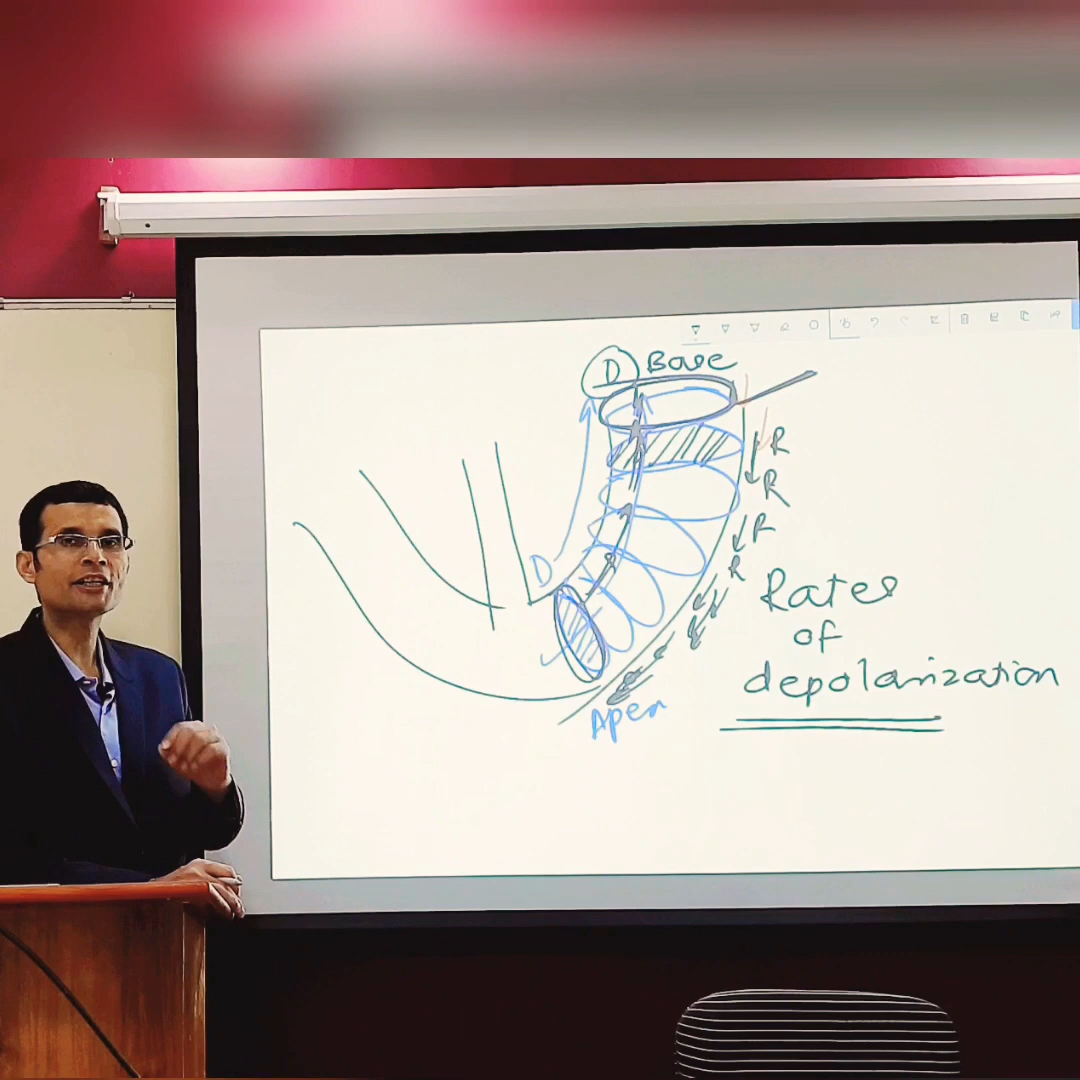 D Base
R
R
R
R
D
Rates
of
depolarization
Apex